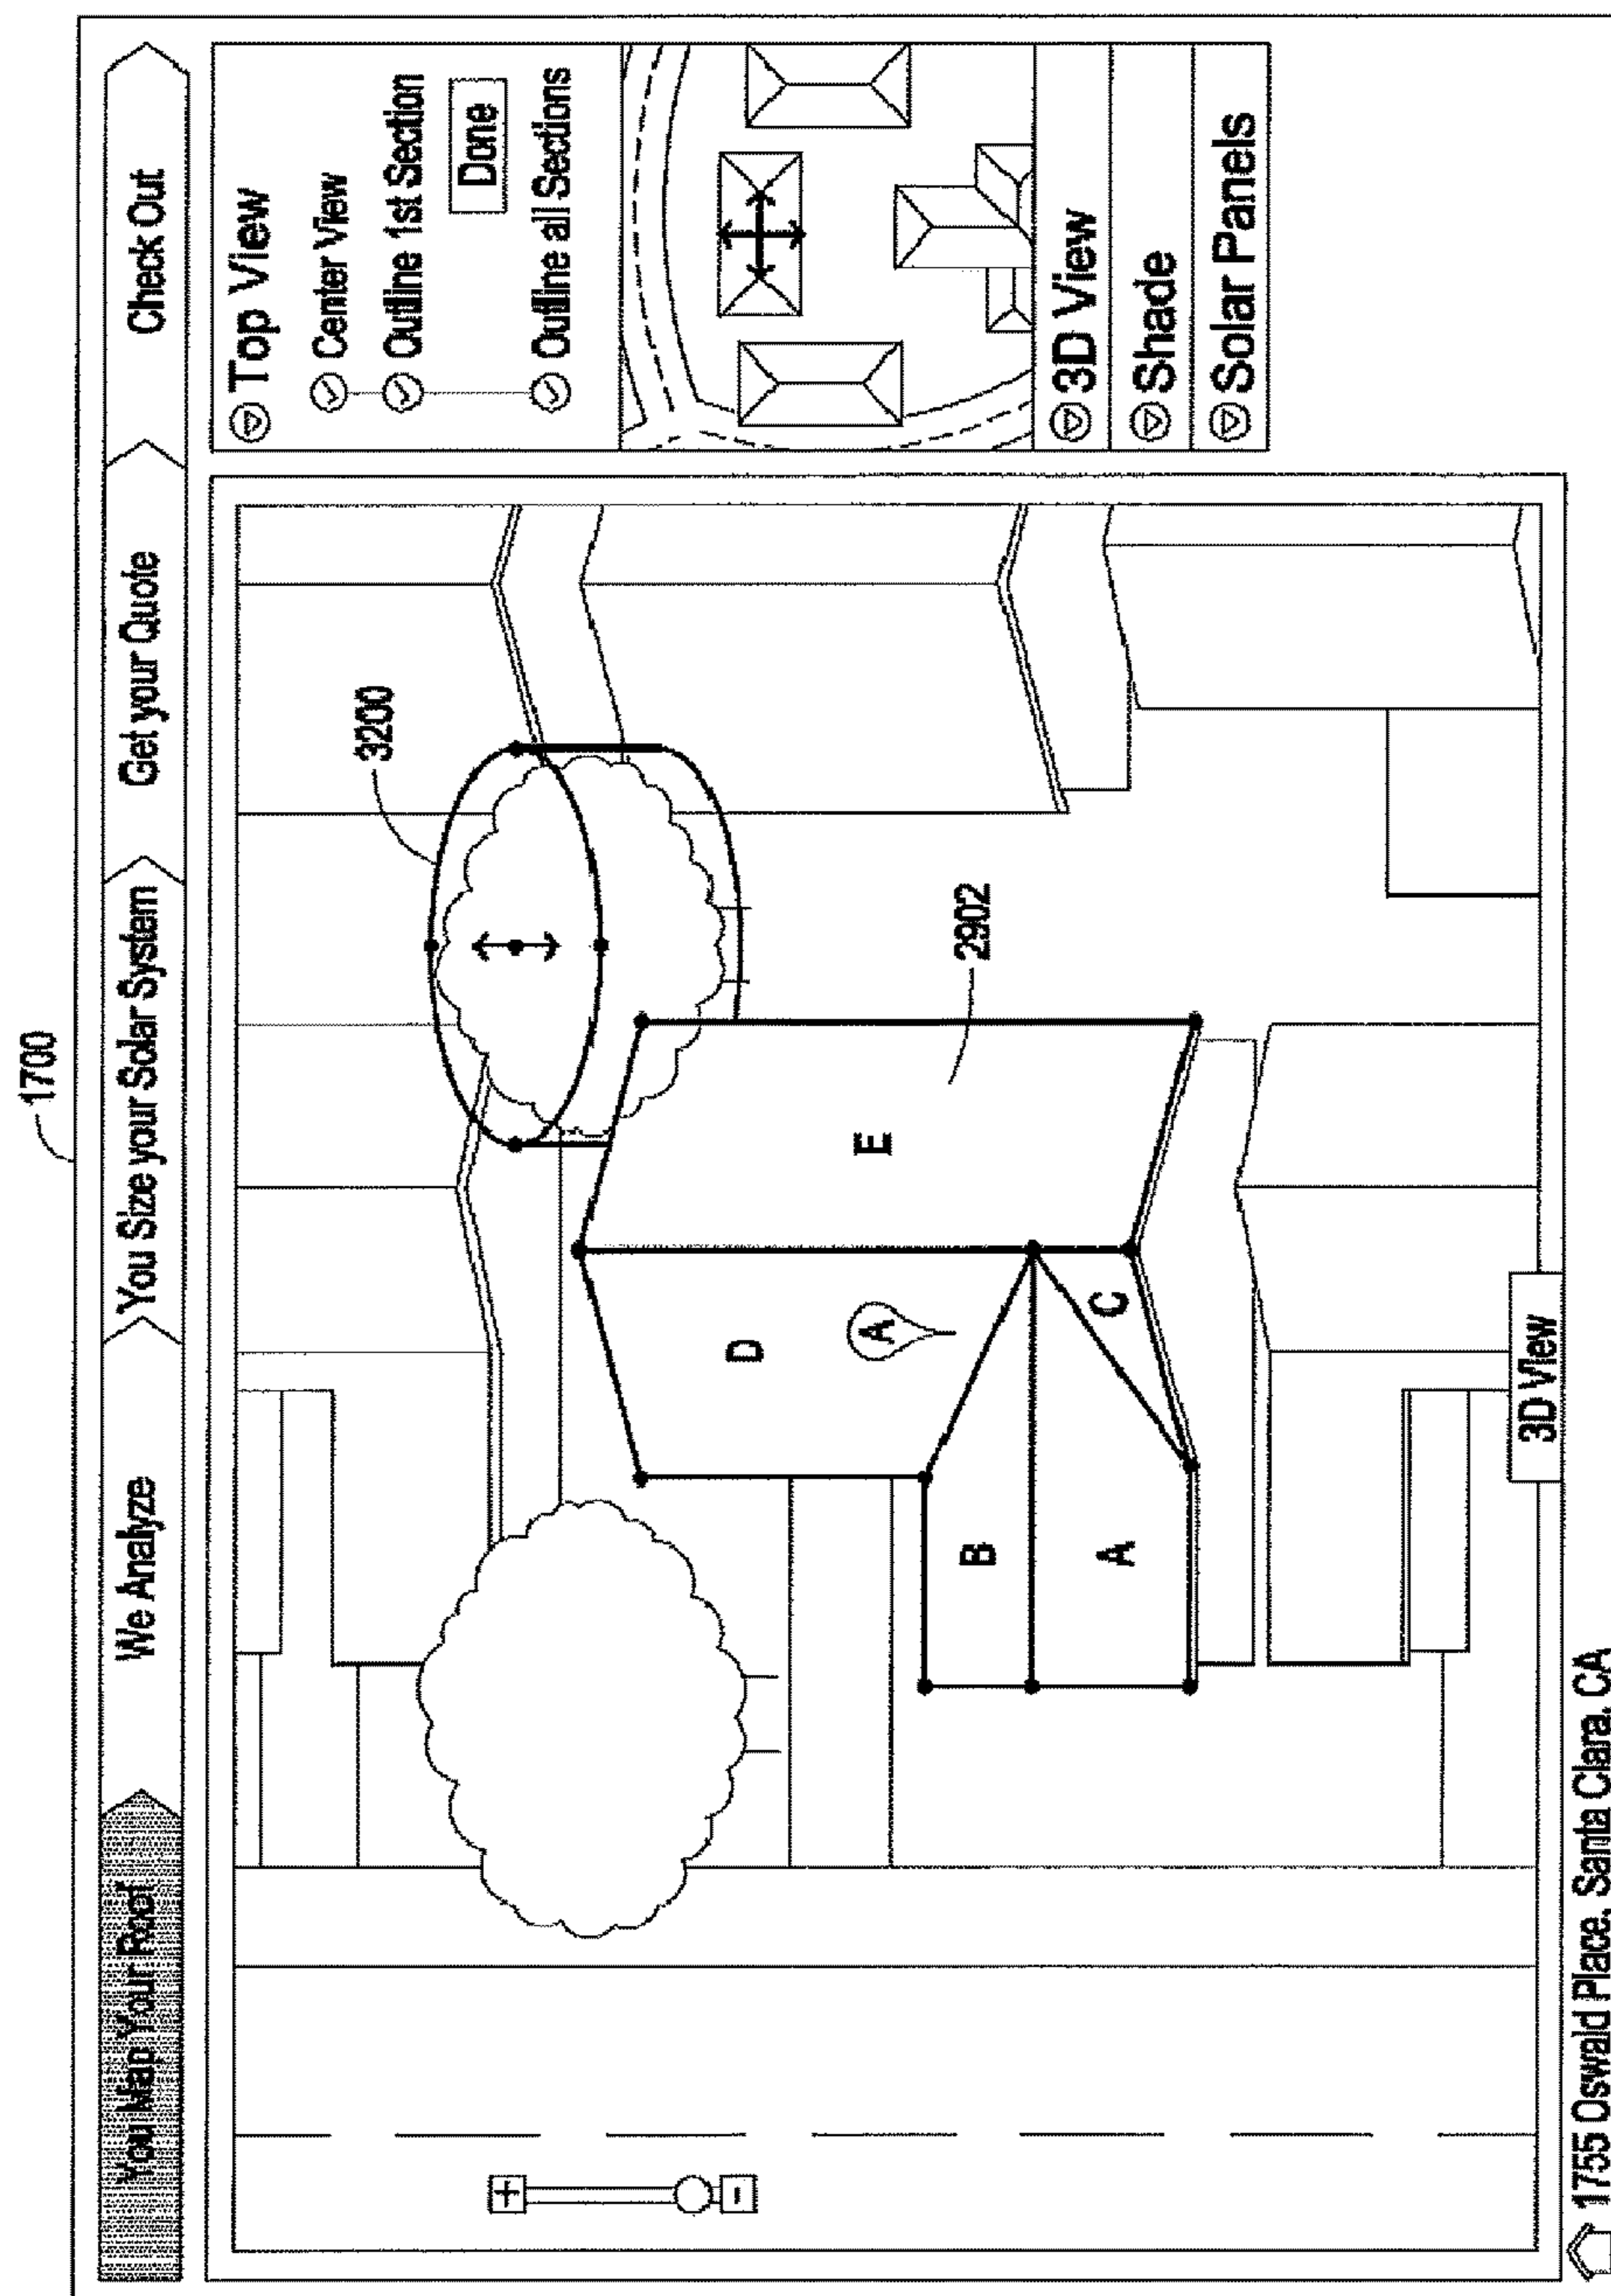 1700
You Map Your Roof
We Analyze
You Size your Solar System
Get your Quote
Check Out
Top View
Center View
Outline 1st Section
Done
Outline all Sections
3D View
Shade
Solar Panels
3200
2902
E
D
A
C
B
A
+
-
3D View
1755 Oswald Place, Santa Clara, CA